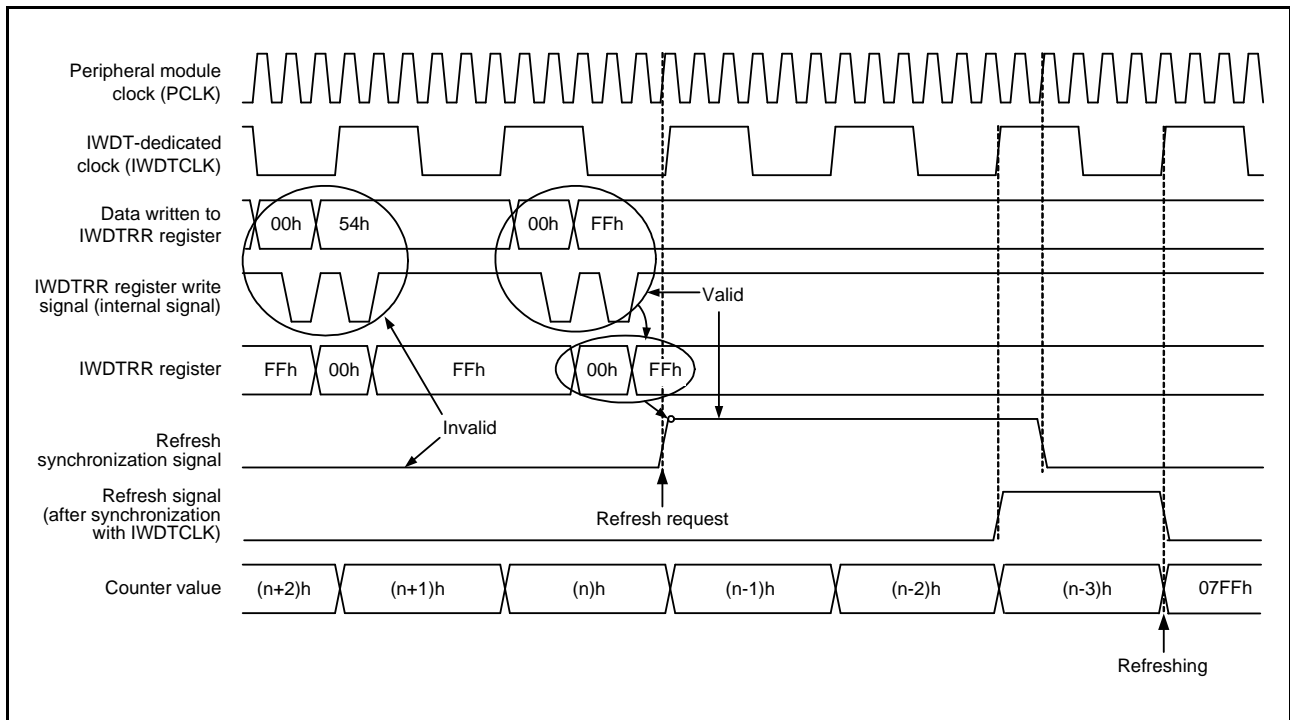 Peripheral module
clock (PCLK)
IWDT-dedicated
clock (IWDTCLK)
Data written to
IWDTRR register
00h
54h
00h
FFh
IWDTRR register write
signal (internal signal)
Valid
IWDTRR register
FFh
00h
FFh
00h
FFh
Invalid
Refresh
synchronization signal
Refresh request
Refresh signal
(after synchronization
with IWDTCLK)
Counter value
(n+2)h
(n+1)h
(n)h
(n-1)h
(n-2)h
(n-3)h
07FFh
Refreshing